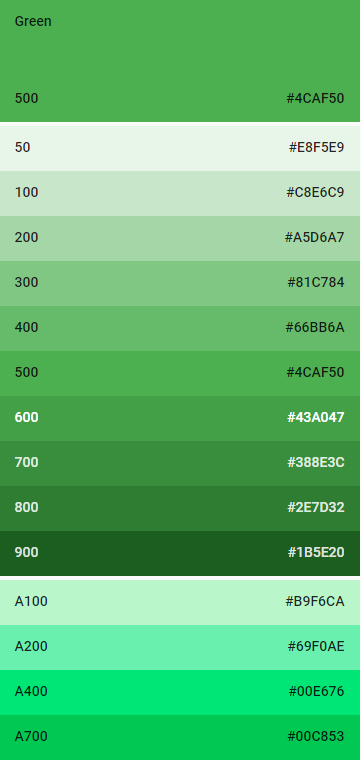 Green
500 #4CAF50
50 #E8F5E9
100 #C8E6C9
200 #A5D6A7
300 #81C784
400 #66BB6A
500 #4CAF50
600 #43A047
700 #388E3C
800 #2E7D32
900 #1B5E20
A100 #B9F6CA
A200 #69F0AE
A400 #00E676
A700 #00C853